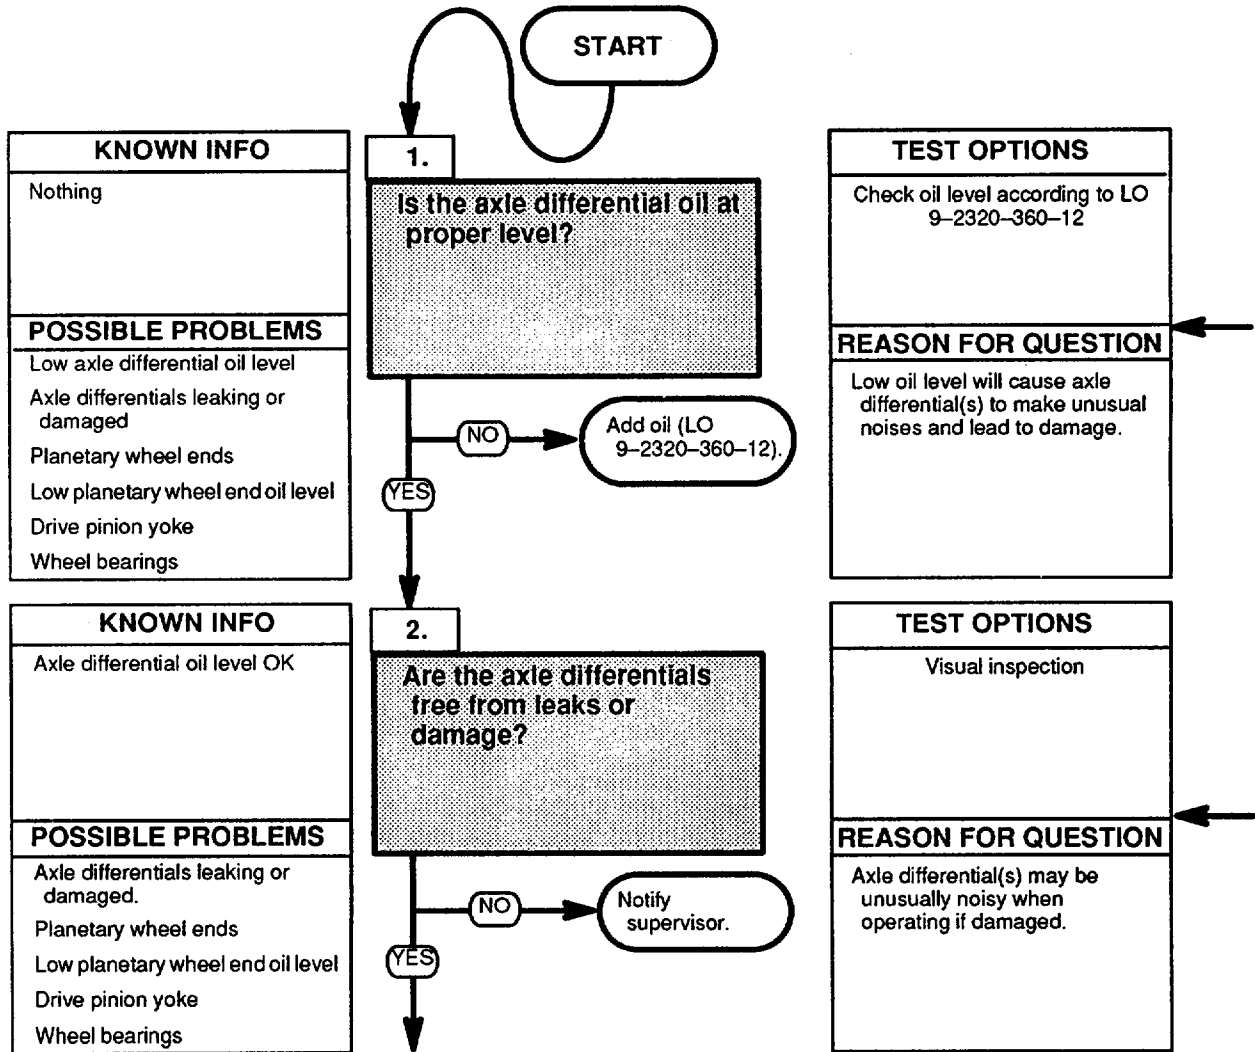 START
KNOWN INFO
Nothing
POSSIBLE PROBLEMS
Low axle differential oil level
Axle differentials leaking or
damaged
Planetary wheel ends
Low planetary wheel end oil level
Drive pinion yoke
Wheel bearings
1.
Is the axle differential oil at
proper level?
NO
Add oil (LO
9–2320–360–12).
YES
TEST OPTIONS
Check oil level according to LO
9–2320–360–12
REASON FOR QUESTION
Low oil level will cause axle
differential(s) to make unusual
noises and lead to damage.
KNOWN INFO
Axle differential oil level OK
POSSIBLE PROBLEMS
Axle differentials leaking or
damaged.
Planetary wheel ends
Low planetary wheel end oil level
Drive pinion yoke
Wheel bearings
2.
Are the axle differentials
free from leaks or
damage?
NO
Notify
supervisor.
YES
TEST OPTIONS
Visual inspection
REASON FOR QUESTION
Axle differential(s) may be
unusually noisy when
operating if damaged.